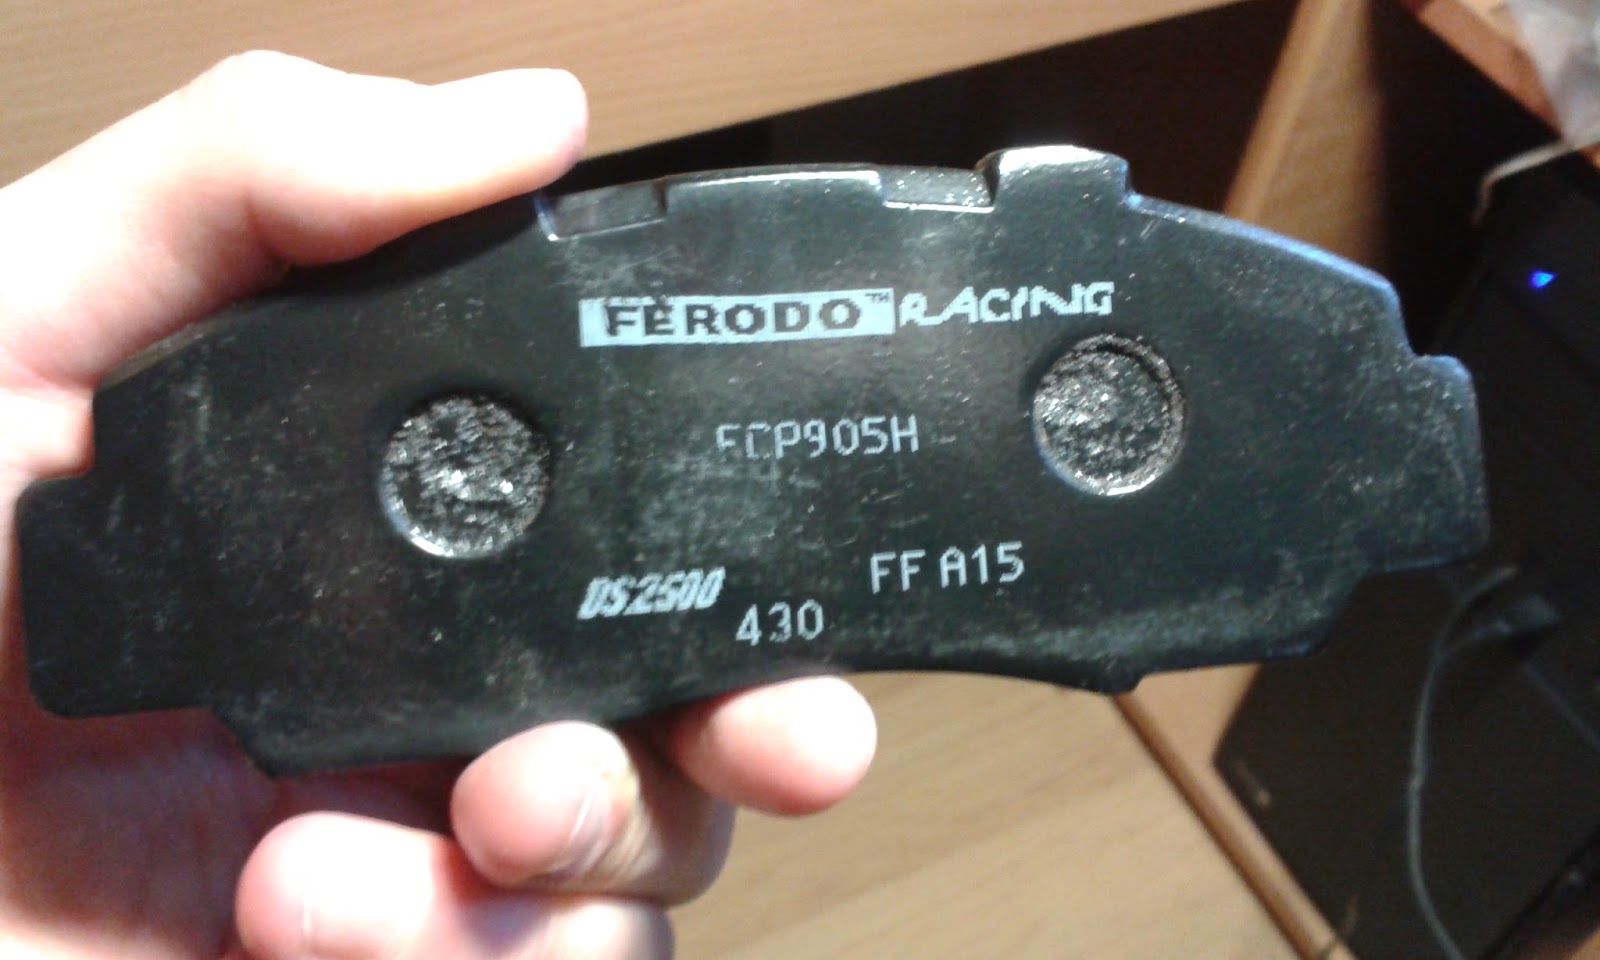 FERODO™ RACING
FCP905H
DS2500
FF A15
430